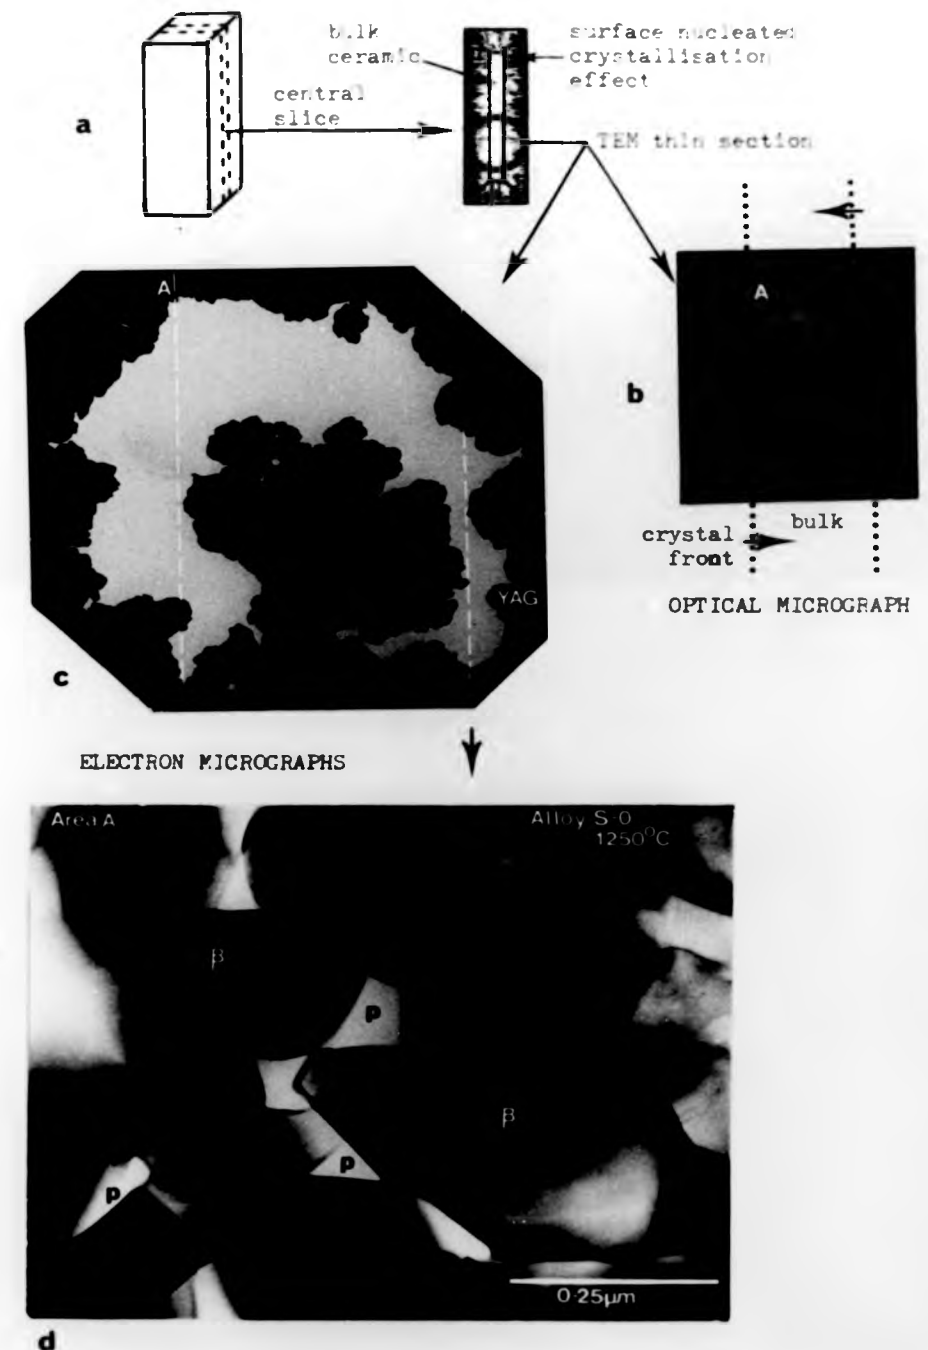 bulk
ceramic
surface nucleated
crystallisation
effect
central
slice
a
TEM thin section
A
A
b
YAG
crystal
front
bulk
OPTICAL MICROGRAPH
c
ELECTRON MICROGRAPHS
Area A
Alloy S-O
1250°C
β
p
β
p
p
0·25μm
d